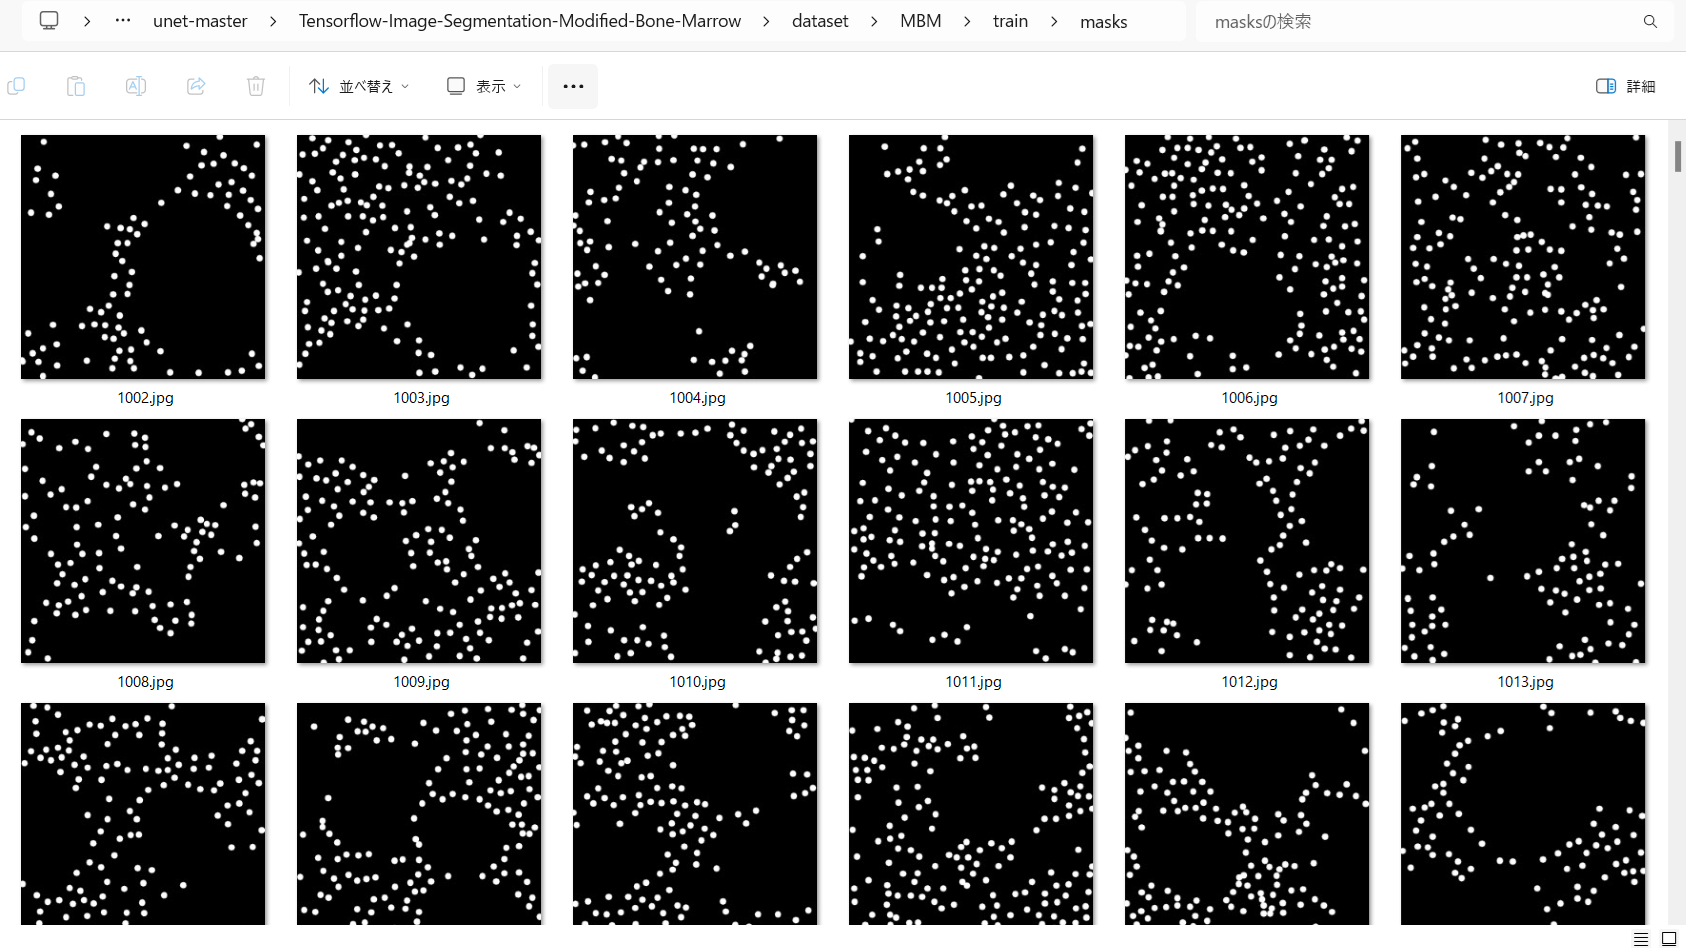 unet-master > Tensorflow-Image-Segmentation-Modified-Bone-Marrow > dataset > MBM > train > masks
masksの検索
並べ替え 表示 詳細
1002.jpg 1003.jpg 1004.jpg 1005.jpg 1006.jpg 1007.jpg
1008.jpg 1009.jpg 1010.jpg 1011.jpg 1012.jpg 1013.jpg